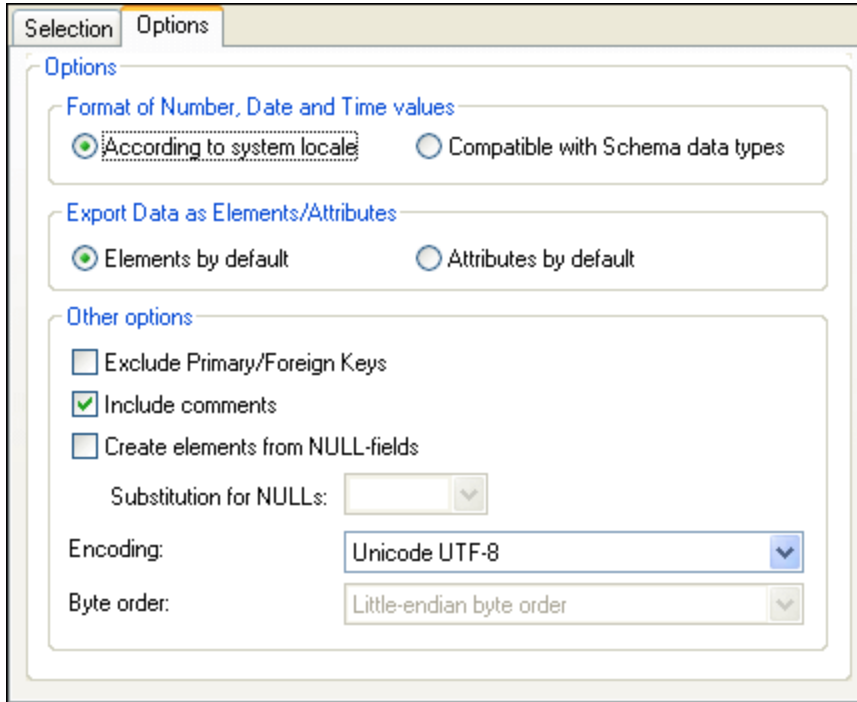 Selection Options
Options
Format of Number, Date and Time values
According to system locale Compatible with Schema data types
Export Data as Elements/Attributes
Elements by default Attributes by default
Other options
Exclude Primary/Foreign Keys
Include comments
Create elements from NULL-fields
Substitution for NULLs:
Encoding: Unicode UTF-8
Byte order: Little-endian byte order